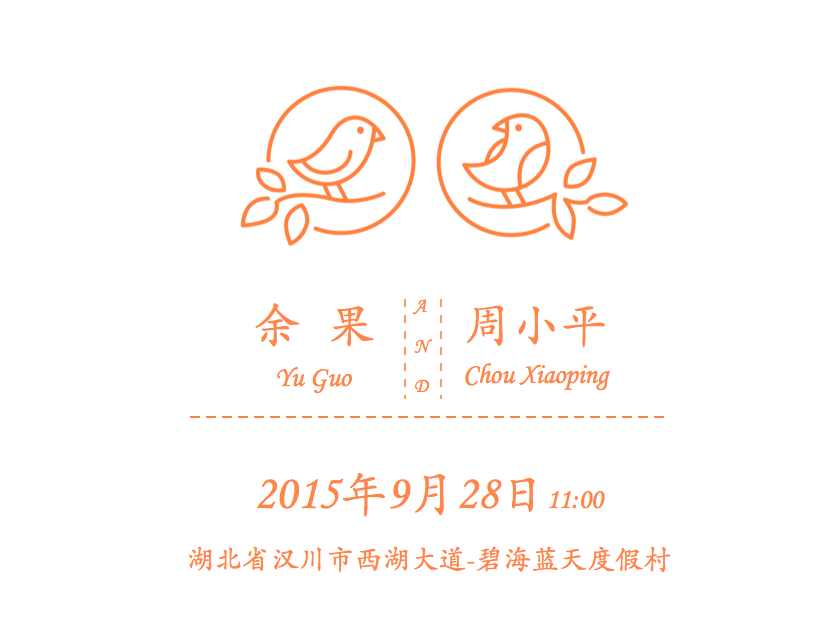 余 果 AND 周小平
Yu Guo Chou Xiaoping
2015年9月28日 11:00
湖北省汉川市西湖大道-碧海蓝天度假村